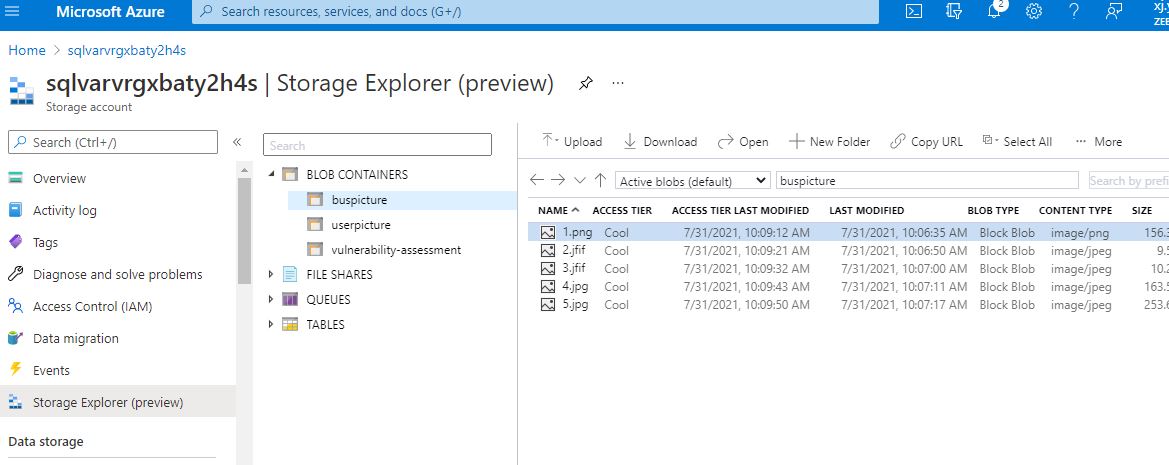 Microsoft Azure
Search resources, services, and docs (G+/)
2
Home > sqlvarvrgxbaty2h4s
sqlvarvrgxbaty2h4s | Storage Explorer (preview) ...
Storage account
Search (Ctrl+/)
«
Overview
Activity log
Tags
Diagnose and solve problems
Access Control (IAM)
Data migration
Events
Storage Explorer (preview)
Data storage
Search
BLOB CONTAINERS
buspicture
userpicture
vulnerability-assessment
FILE SHARES
QUEUES
TABLES
Upload Download Open New Folder Copy URL Select All ... More
Active blobs (default) buspicture Search by prefi
NAME ACCESS TIER ACCESS TIER LAST MODIFIED LAST MODIFIED BLOB TYPE CONTENT TYPE SIZE
1.png Cool 7/31/2021, 10:09:12 AM 7/31/2021, 10:06:35 AM Block Blob image/png 156.3
2.jfif Cool 7/31/2021, 10:09:21 AM 7/31/2021, 10:06:50 AM Block Blob image/jpeg 9.5
3.jfif Cool 7/31/2021, 10:09:32 AM 7/31/2021, 10:07:00 AM Block Blob image/jpeg 10.2
4.jpg Cool 7/31/2021, 10:09:43 AM 7/31/2021, 10:07:11 AM Block Blob image/jpeg 163.5
5.jpg Cool 7/31/2021, 10:09:50 AM 7/31/2021, 10:07:17 AM Block Blob image/jpeg 253.6